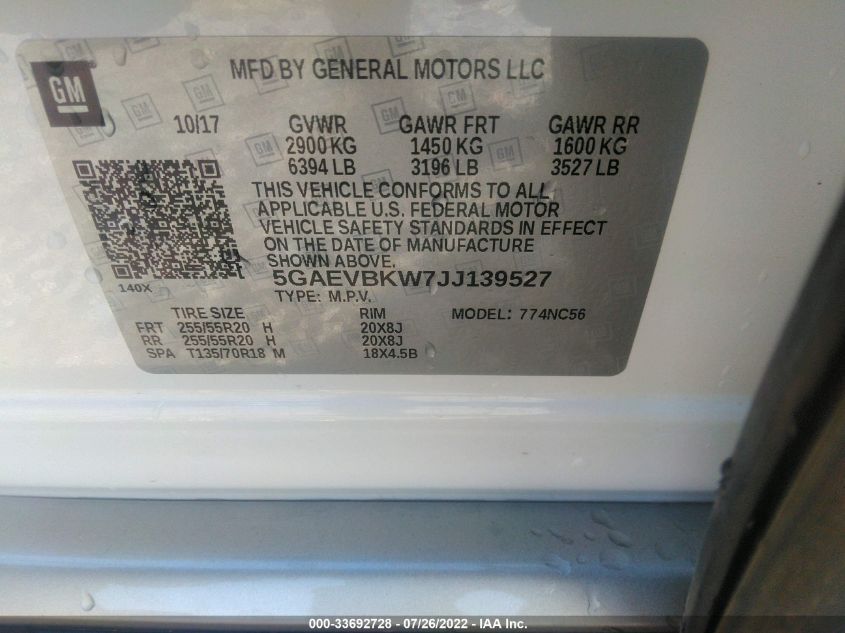 GM
MFD BY GENERAL MOTORS LLC
10/17 GVWR GAWR FRT GAWR RR
2900 KG 1450 KG 1600 KG
6394 LB 3196 LB 3527 LB
THIS VEHICLE CONFORMS TO ALL
APPLICABLE U.S. FEDERAL MOTOR
VEHICLE SAFETY STANDARDS IN EFFECT
ON THE DATE OF MANUFACTURE
SHOWN ABOVE.
140X 5GAEVBKW7JJ139527
TYPE: M.P.V.
TIRE SIZE RIM MODEL: 774NC56
FRT 255/55R20 H 20X8J
RR 255/55R20 H 20X8J
SPA T135/70R18 M 18X4.5B
000-33692728 - 07/26/2022 - IAA Inc.